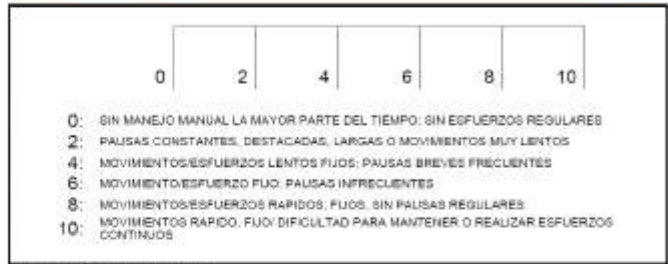 0 2 4 6 8 10
0: SIN MANEJO MANUAL LA MAYOR PARTE DEL TIEMPO; SIN ESFUERZOS REGULARES
2: PAUSAS CONSTANTES, DESTACADAS, LARGAS O MOVIMIENTOS MUY LENTOS
4: MOVIMIENTOS/ESFUERZOS LENTOS FIJOS; PAUSAS BREVES FRECUENTES
6: MOVIMIENTO/ESFUERZO FIJO; PAUSAS INFRECUENTES
8: MOVIMIENTOS/ESFUERZOS RAPIDOS, FIJOS, SIN PAUSAS REGULARES
10: MOVIMIENTOS RAPIDO, FIJO/ DIFICULTAD PARA MANTENER O REALIZAR ESFUERZOS
CONTINUOS